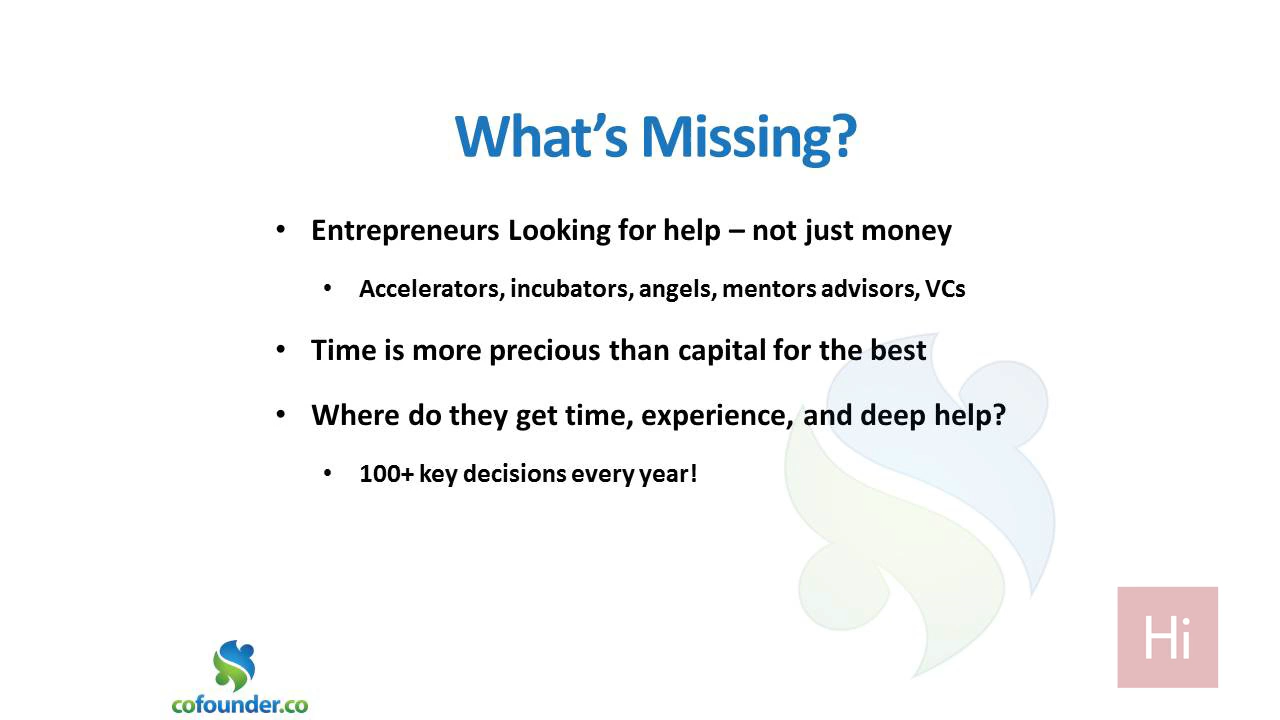 What's Missing?
• Entrepreneurs Looking for help – not just money
• Accelerators, incubators, angels, mentors advisors, VCs
• Time is more precious than capital for the best
• Where do they get time, experience, and deep help?
• 100+ key decisions every year!
Hi
cofounder.co